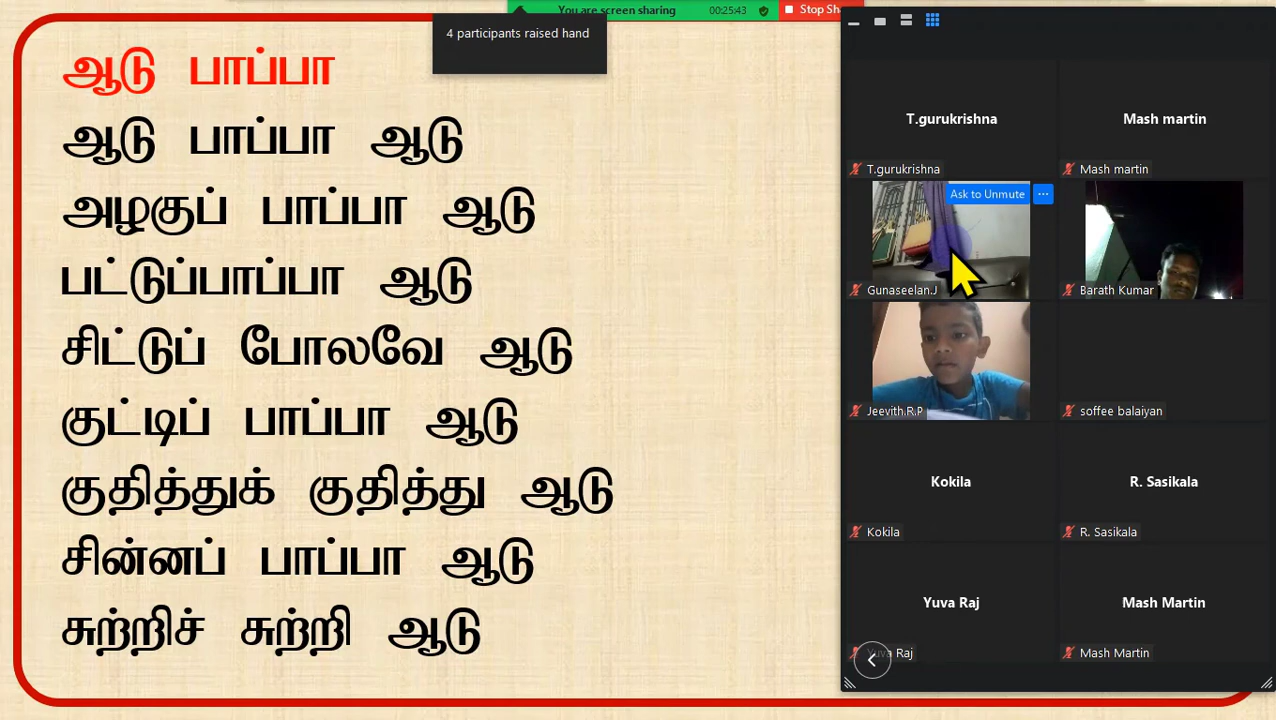 You are screen sharing 00:25:43 Stop Sh
4 participants raised hand
ஆடு பாப்பா
ஆடு பாப்பா ஆடு
அழகுப் பாப்பா ஆடு
பட்டுப்பாப்பா ஆடு
சிட்டுப் போலவே ஆடு
குட்டிப் பாப்பா ஆடு
குதித்துக் குதித்து ஆடு
சின்னப் பாப்பா ஆடு
சுற்றிச் சுற்றி ஆடு
T.gurukrishna
Mash martin
T.gurukrishna
Mash martin
Ask to Unmute
Gunaseelan.J
Barath Kumar
Jeevith.R.P
soffee balaiyan
Kokila
R. Sasikala
Kokila
R. Sasikala
Yuva Raj
Mash Martin
Yuva Raj
Mash Martin